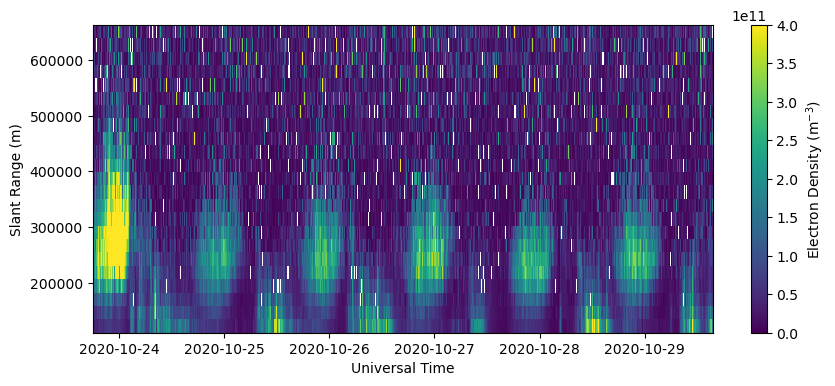 1e11
4.0
3.5
3.0
2.5
2.0
1.5
1.0
0.5
0.0
Electron Density (m⁻³)
600000
500000
400000
300000
200000
Slant Range (m)
2020-10-24 2020-10-25 2020-10-26 2020-10-27 2020-10-28 2020-10-29
Universal Time